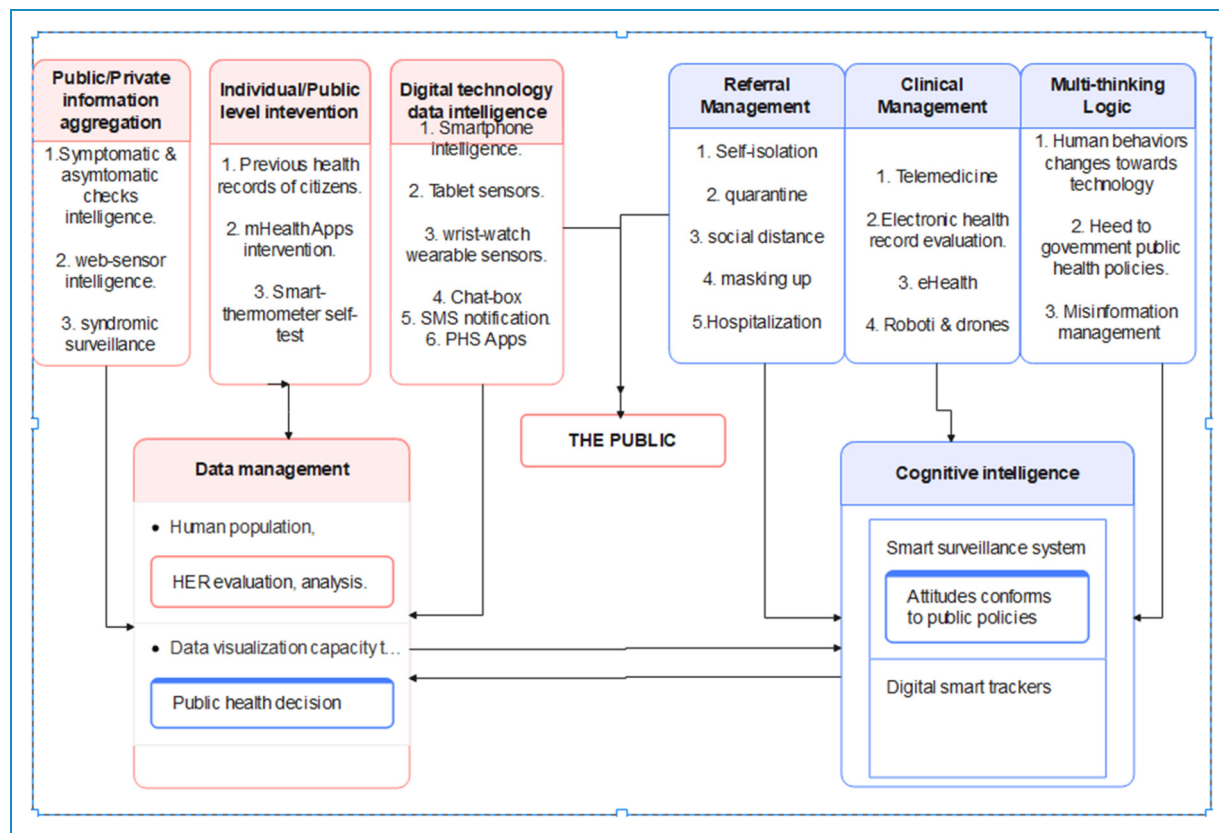 Public/Private
information
aggregation
1.Symptomatic &
asymtomatic
checks
intelligence.
2. web-sensor
intelligence.
3. syndromic
surveillance
Individual/Public
level intevention
1. Previous health
records of citizens.
2. mHealth Apps
intervention.
3. Smart-
thermometer self-
test
Digital technology
data intelligence
1. Smartphone
intelligence.
2. Tablet sensors.
3. wrist-watch
wearable sensors.
4. Chat-box
5. SMS notification.
6. PHS Apps
Referral
Management
1. Self-isolation
2. quarantine
3. social distance
4. masking up
5.Hospitalization
Clinical
Management
1. Telemedicine
2.Electronic health
record evaluation.
3. eHealth
4. Roboti & drones
Multi-thinking
Logic
1. Human behaviors
changes towards
technology
2. Heed to
government public
health policies.
3. Misinformation
management
THE PUBLIC
Data management
• Human population,
HER evaluation, analysis.
• Data visualization capacity t...
Public health decision
Cognitive intelligence
Smart surveillance system
Attitudes conforms
to public policies
Digital smart trackers